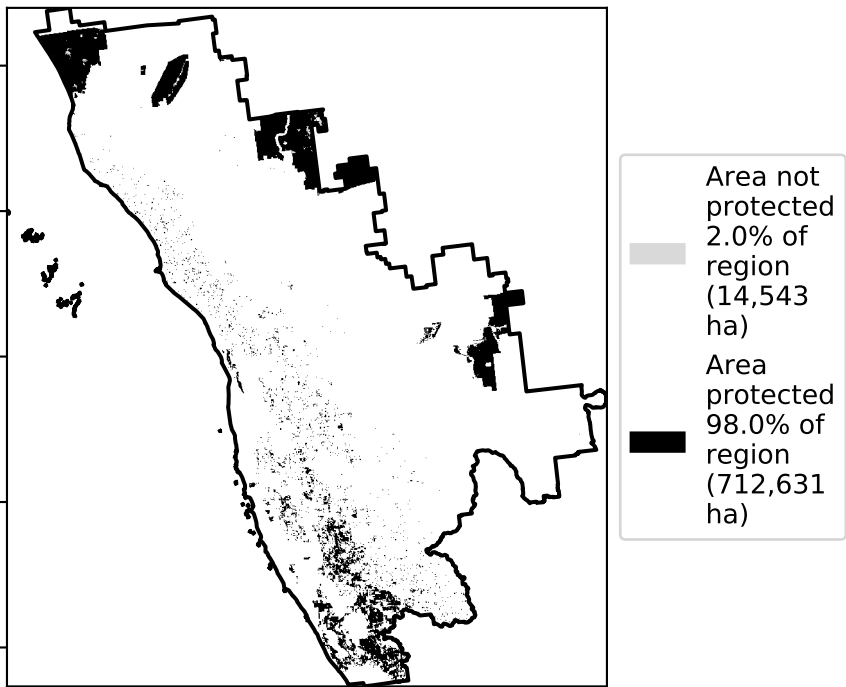 Area not
protected
2.0% of
region
(14,543
ha)
Area
protected
98.0% of
region
(712,631
ha)